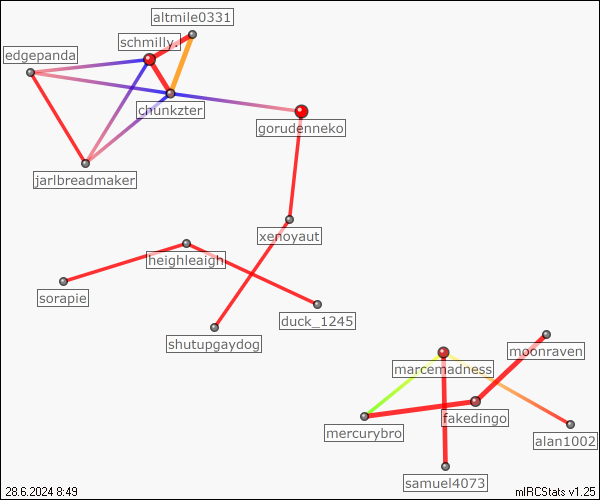 altmile0331
schmilly_
edgepanda
chunkzter
gorudenneko
jarlbreadmaker
xenoyaut
heighleaigh
sorapie
duck_1245
shutupgaydog
moonraven
marcemadness
fakedingo
mercurybro
alan1002
samuel4073
28.6.2024 8:49
mIRCStats v1.25